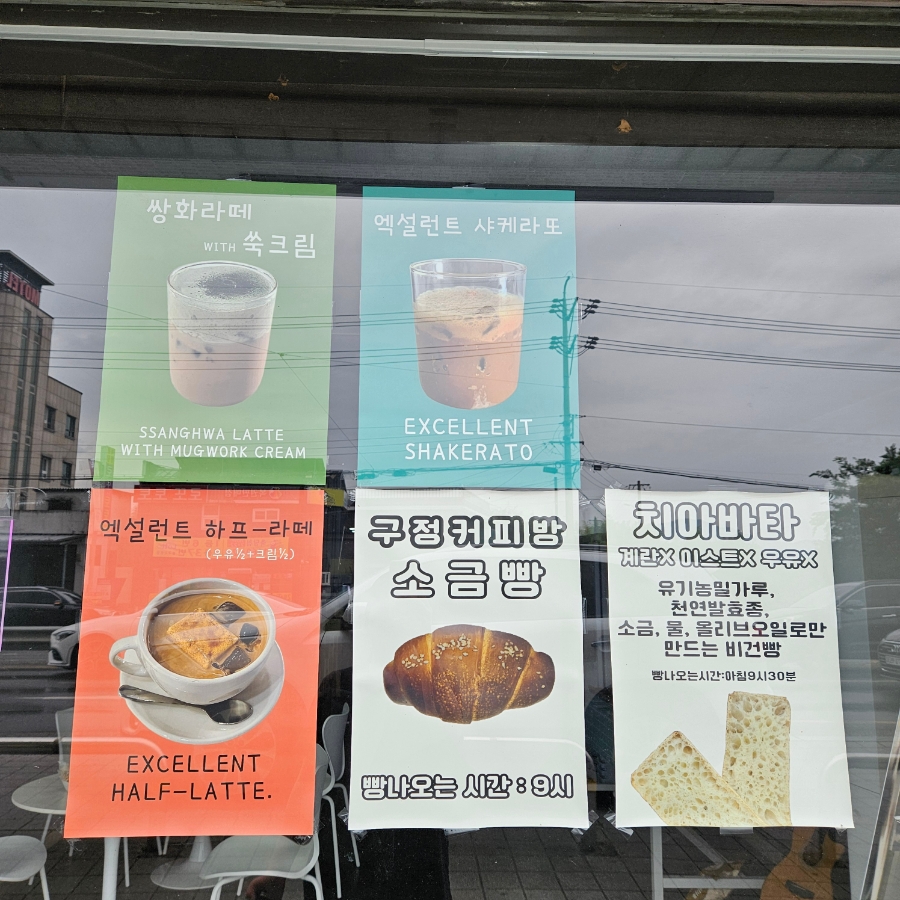 쌍화라떼
WITH 쑥크림
SSANGHWA LATTE
WITH MUGWORK CREAM
엑설런트 샤케라또
EXCELLENT
SHAKERATO
엑설런트 하프-라떼
(우유½+크림½)
EXCELLENT
HALF-LATTE.
구정커피방
소금빵
빵나오는 시간 : 9시
치아바타
계란X 이스트X 우유X
유기농밀가루,
천연발효종,
소금, 물, 올리브오일로만
만드는 비건빵
빵나오는시간:아침9시30분